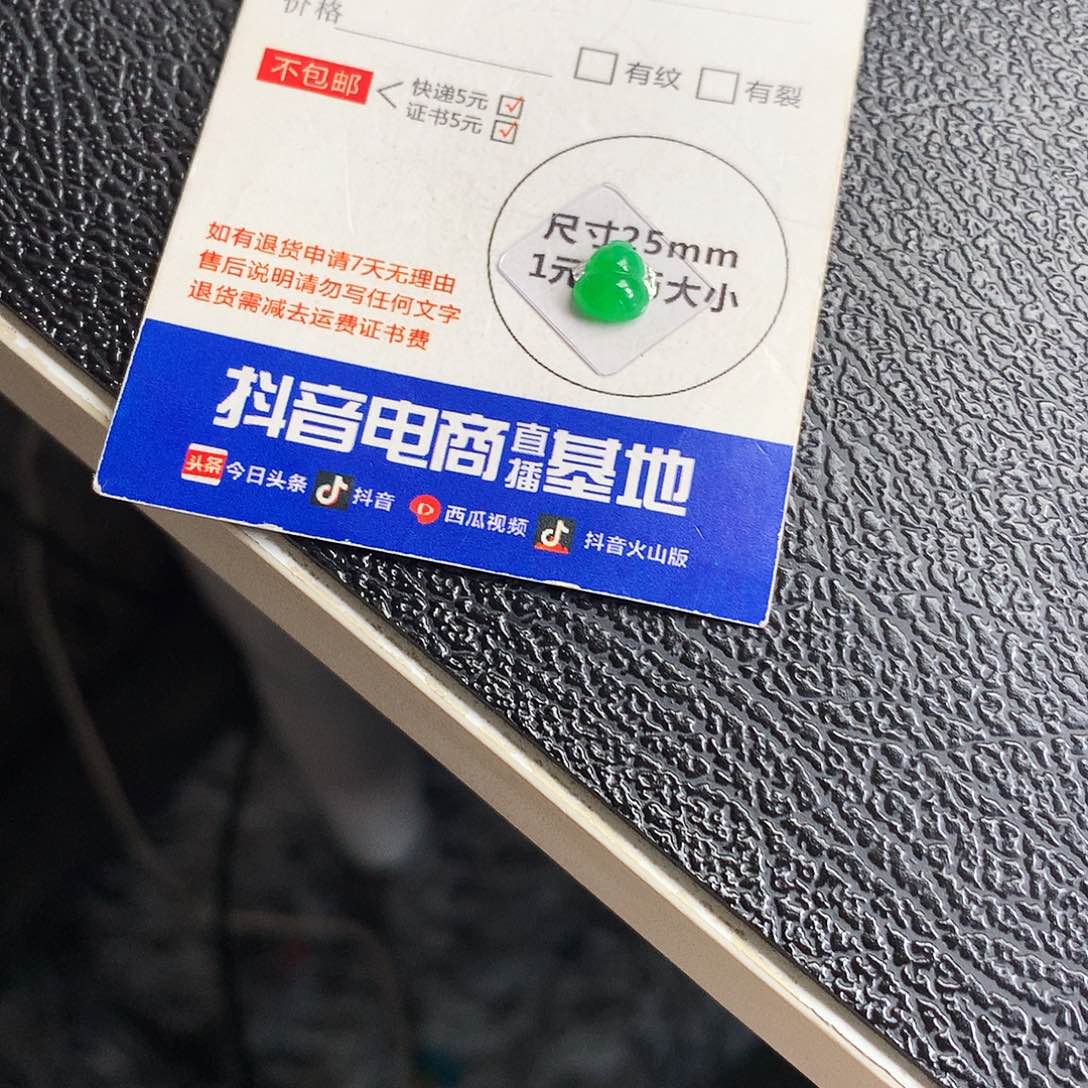 价格
有纹 有裂
不包邮
快递5元
证书5元
尺寸25mm
1元 大小
如有退货申请7天无理由
售后说明请勿写任何文字
退货需减去运费证书费
抖音电商直播基地
头条 今日头条 抖音 西瓜视频 抖音火山版